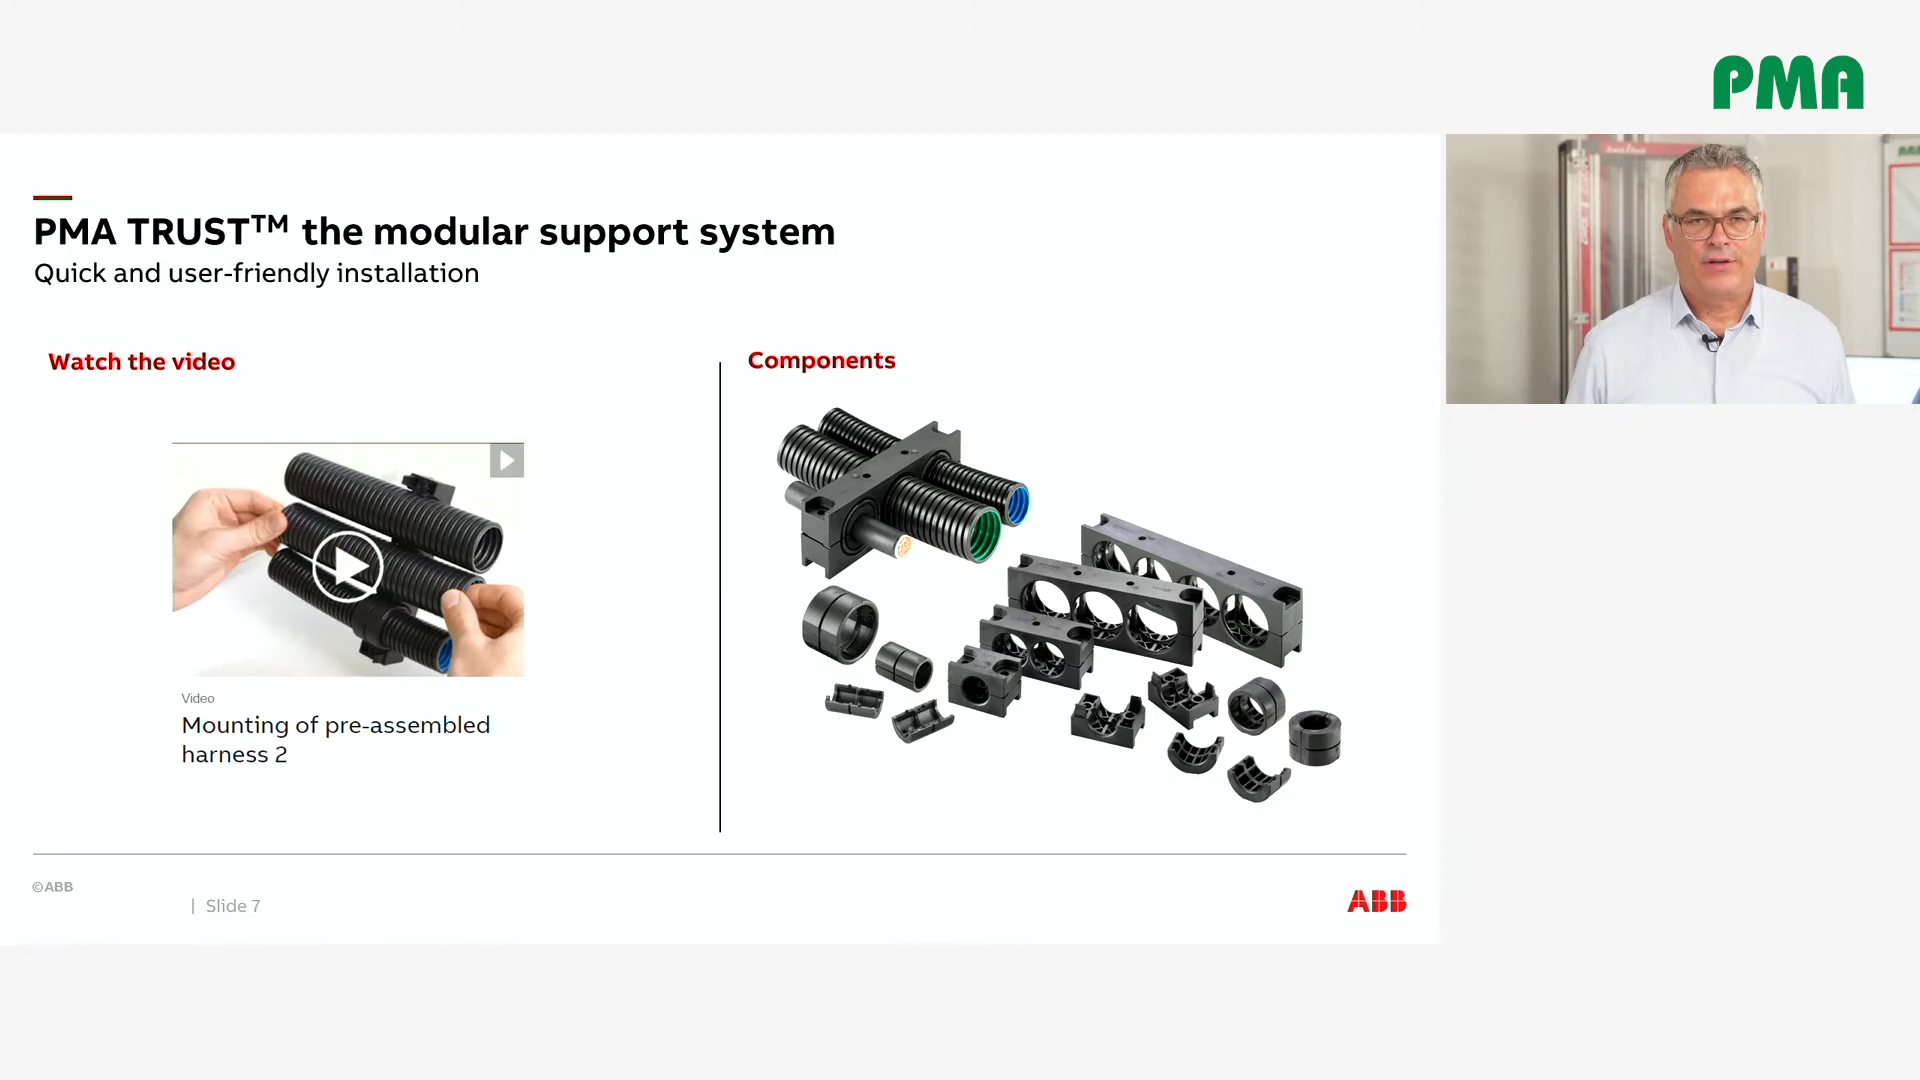 PMA
PMA TRUST™ the modular support system
Quick and user-friendly installation
Watch the video
Components
Video
Mounting of pre-assembled
harness 2
©ABB
| Slide 7
ABB